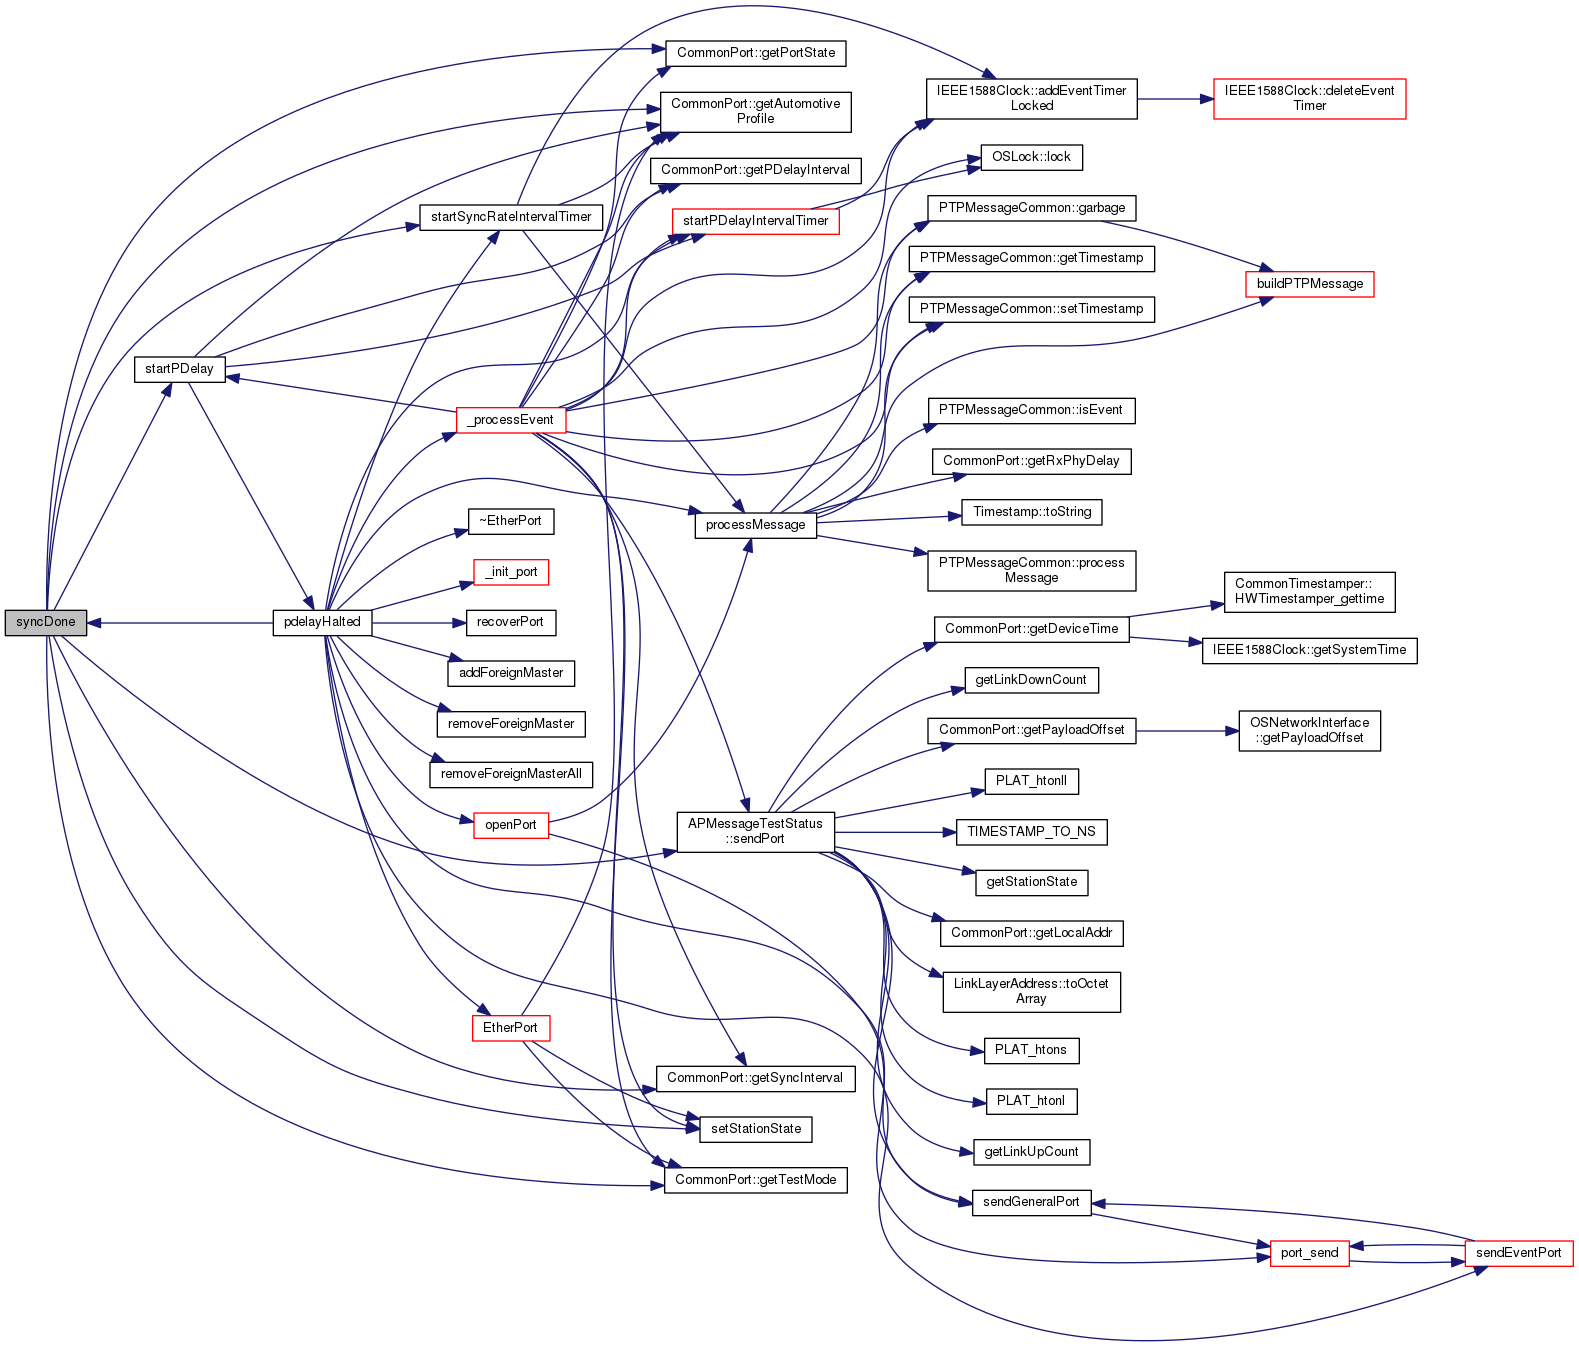 syncDone
startPDelay
pdelayHalted
startSyncRateIntervalTimer
_processEvent
~EtherPort
_init_port
recoverPort
addForeignMaster
removeForeignMaster
removeForeignMasterAll
openPort
EtherPort
CommonPort::getPortState
CommonPort::getAutomotive
Profile
CommonPort::getPDelayInterval
startPDelayIntervalTimer
processMessage
APMessageTestStatus
::sendPort
CommonPort::getSyncInterval
setStationState
CommonPort::getTestMode
IEEE1588Clock::addEventTimer
Locked
OSLock::lock
PTPMessageCommon::garbage
PTPMessageCommon::getTimestamp
PTPMessageCommon::setTimestamp
PTPMessageCommon::isEvent
CommonPort::getRxPhyDelay
Timestamp::toString
PTPMessageCommon::process
Message
CommonPort::getDeviceTime
getLinkDownCount
CommonPort::getPayloadOffset
PLAT_htonll
TIMESTAMP_TO_NS
getStationState
CommonPort::getLocalAddr
LinkLayerAddress::toOctet
Array
PLAT_htons
PLAT_htonl
getLinkUpCount
sendGeneralPort
IEEE1588Clock::deleteEvent
Timer
buildPTPMessage
CommonTimestamper::
HWTimestamper_gettime
IEEE1588Clock::getSystemTime
OSNetworkInterface
::getPayloadOffset
port_send
sendEventPort